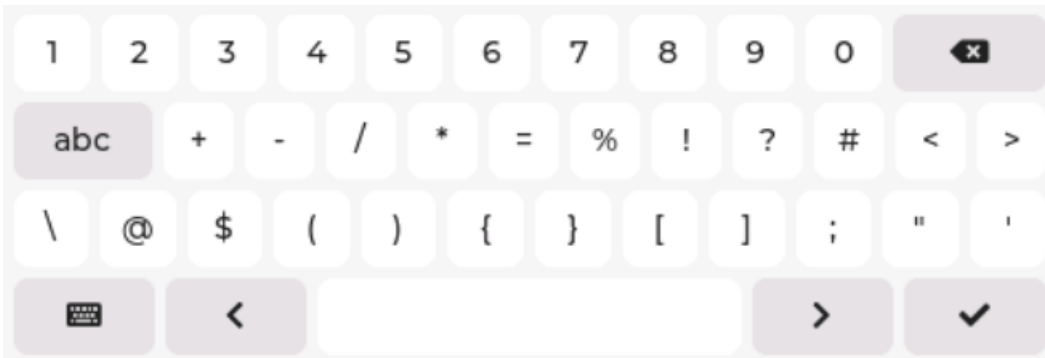 1 2 3 4 5 6 7 8 9 0
abc + - / * = % ! ? # < >
\ @ $ ( ) { } [ ] ; " '
< >